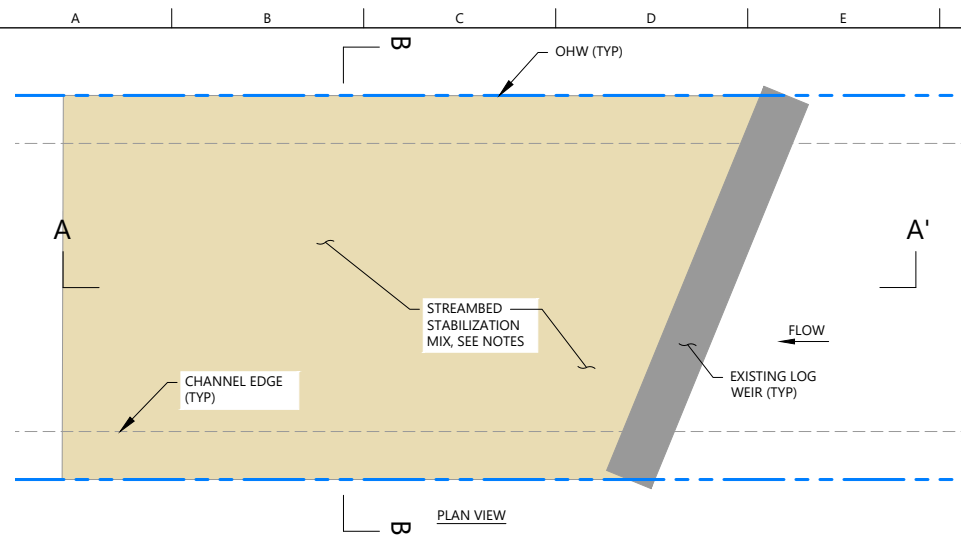 A B C D E
B
OHW (TYP)
A
A'
STREAMBED
STABILIZATION
MIX, SEE NOTES
FLOW
CHANNEL EDGE
(TYP)
EXISTING LOG
WEIR (TYP)
B
PLAN VIEW